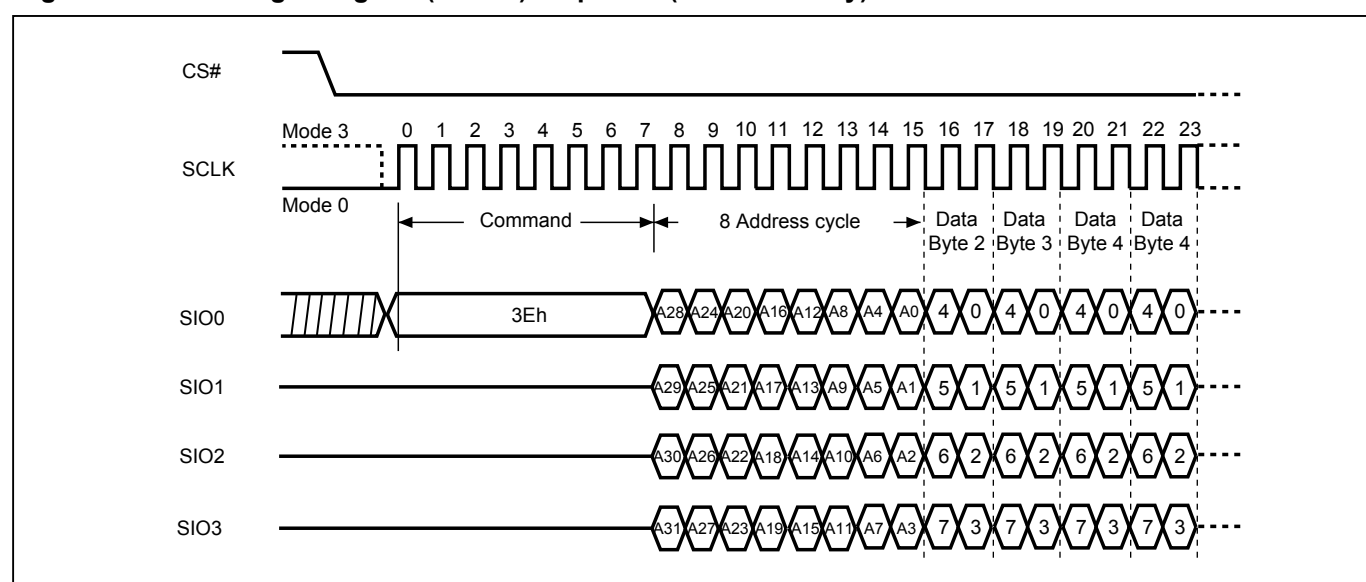 CS#
Mode 3
0 1 2 3 4 5 6 7 8 9 10 11 12 13 14 15 16 17 18 19 20 21 22 23
SCLK
Mode 0
Command
8 Address cycle
Data Byte 2
Data Byte 3
Data Byte 4
Data Byte 4
SIO0
3Eh
A28 A24 A20 A16 A12 A8 A4 A0 4 0 4 0 4 0 4 0
SIO1
A29 A25 A21 A17 A13 A9 A5 A1 5 1 5 1 5 1 5 1
SIO2
A30 A26 A22 A18 A14 A10 A6 A2 6 2 6 2 6 2 6 2
SIO3
A31 A27 A23 A19 A15 A11 A7 A3 7 3 7 3 7 3 7 3